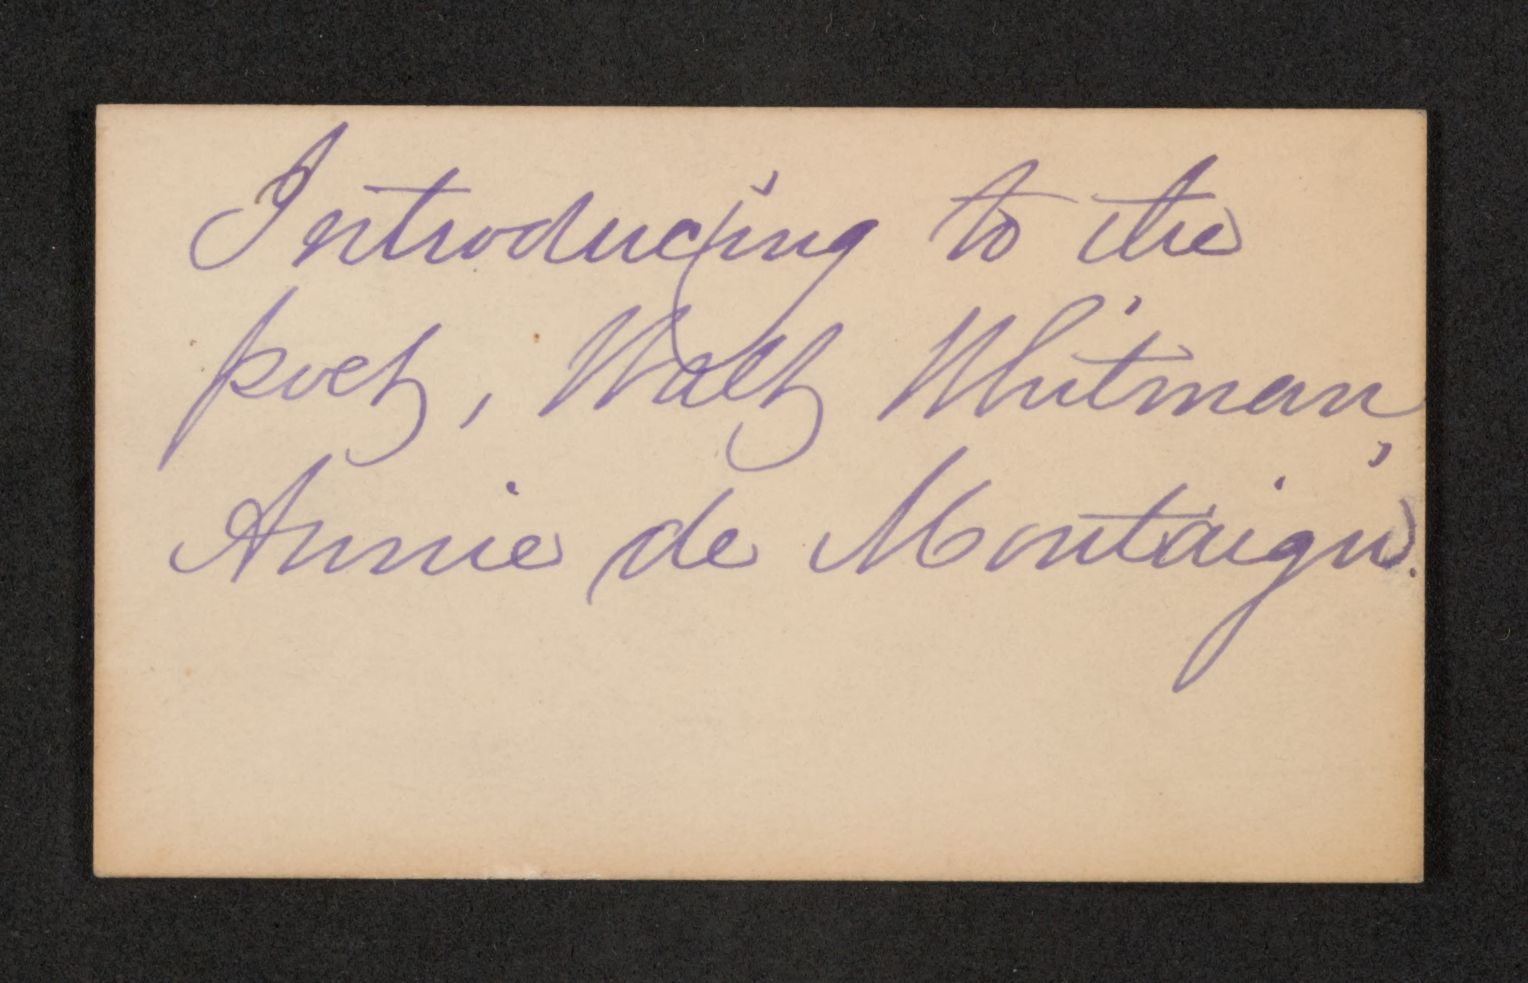 Introducing to the
poet, Walt Whitman,
Annie de Montaigu.